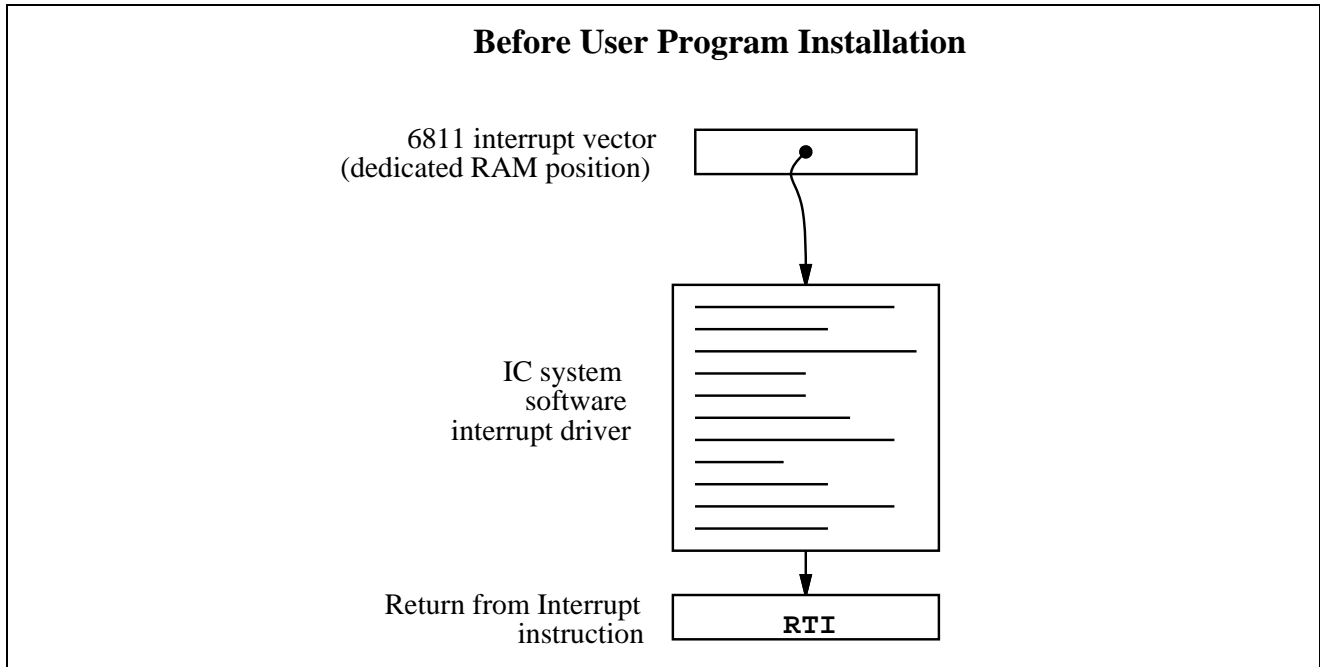 Before User Program Installation
6811 interrupt vector
(dedicated RAM position)
IC system
software
interrupt driver
Return from Interrupt
instruction
RTI